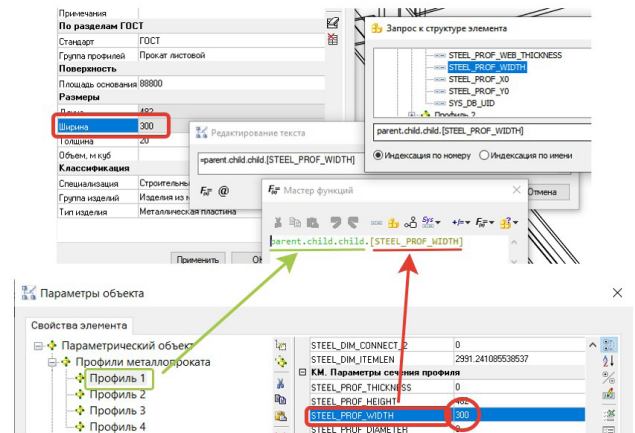 Примечания
По разделам ГОСТ
Стандарт ГОСТ
Группа профилей Прокат листовой
Поверхность
Площадь основания 88800
Размеры
482
Ширина 300
Толщина 20
Объем, м.куб
Классификация
Специализация Строительны
Группа изделий Изделия из м
Тип изделия Металлическая пластина
Применить
Запрос к структуре элемента
STEEL_PROF_WEB_THICKNESS
STEEL_PROF_WIDTH
STEEL_PROF_X0
STEEL_PROF_Y0
SYS_DB_UID
Профиль 2
parent.child.child.[STEEL_PROF_WIDTH]
Индексация по номеру Индексация по имени
Отмена
Редактирование текста
=parent.child.child.[STEEL_PROF_WIDTH]
@
Мастер функций
Sys
parent.child.child.[STEEL_PROF_WIDTH]
Параметры объекта
Свойства элемента
Параметрический объект
Профили металлопроката
Профиль 1
Профиль 2
Профиль 3
Профиль 4
STEEL_DIM_CONNECT_2 0
STEEL_DIM_ITEMLEN 2991.241085538537
КМ. Параметры сечения профиля
STEEL_PROF_THICKNESS 0
STEEL_PROF_HEIGHT 482
STEEL_PROF_WIDTH 300
STEEL_PROF_DIAMETER